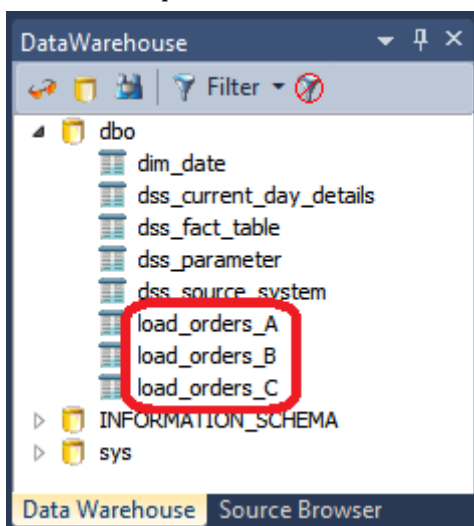 DataWarehouse
Filter
dbo
dim_date
dss_current_day_details
dss_fact_table
dss_parameter
dss_source_system
load_orders_A
load_orders_B
load_orders_C
INFORMATION_SCHEMA
sys
Data Warehouse Source Browser